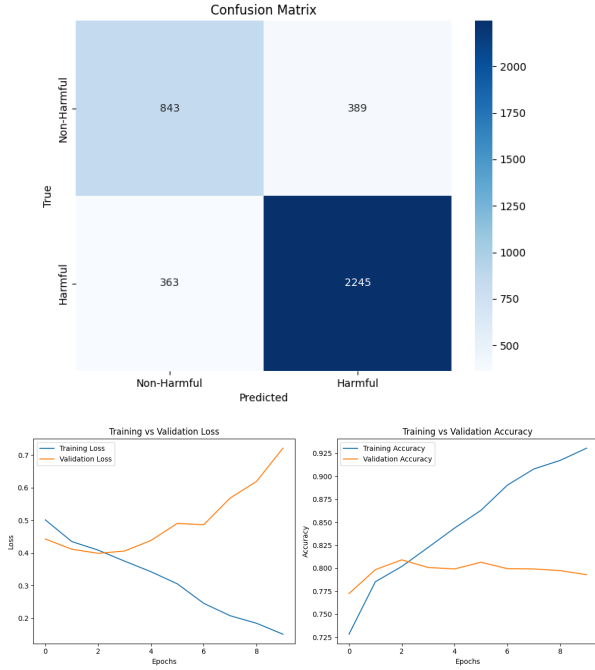 Confusion Matrix
Non-Harmful
843
389
True
Harmful
363
2245
Non-Harmful
Harmful
Predicted
2000
1750
1500
1250
1000
750
500
Training vs Validation Loss
Training Loss
Validation Loss
0.7
0.6
0.5
0.4
0.3
0.2
Loss
0
2
4
6
8
Epochs
Training vs Validation Accuracy
Training Accuracy
Validation Accuracy
0.925
0.900
0.875
0.850
0.825
0.800
0.775
0.750
0.725
Accuracy
0
2
4
6
8
Epochs